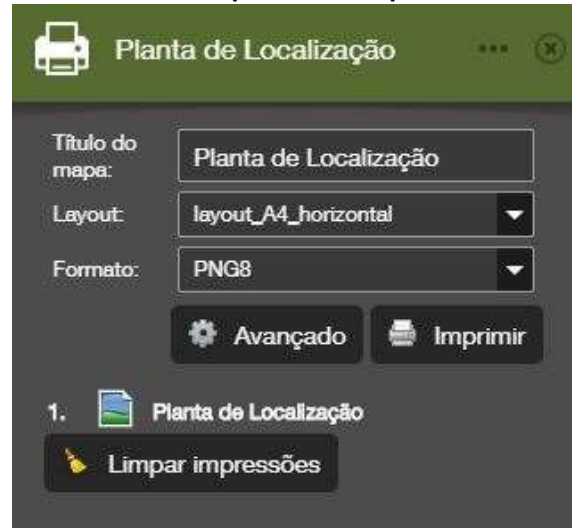 Planta de Localização
Título do
mapa:
Planta de Localização
Layout:
layout_A4_horizontal
Formato:
PNG8
Avançado
Imprimir
1. Planta de Localização
Limpar impressões